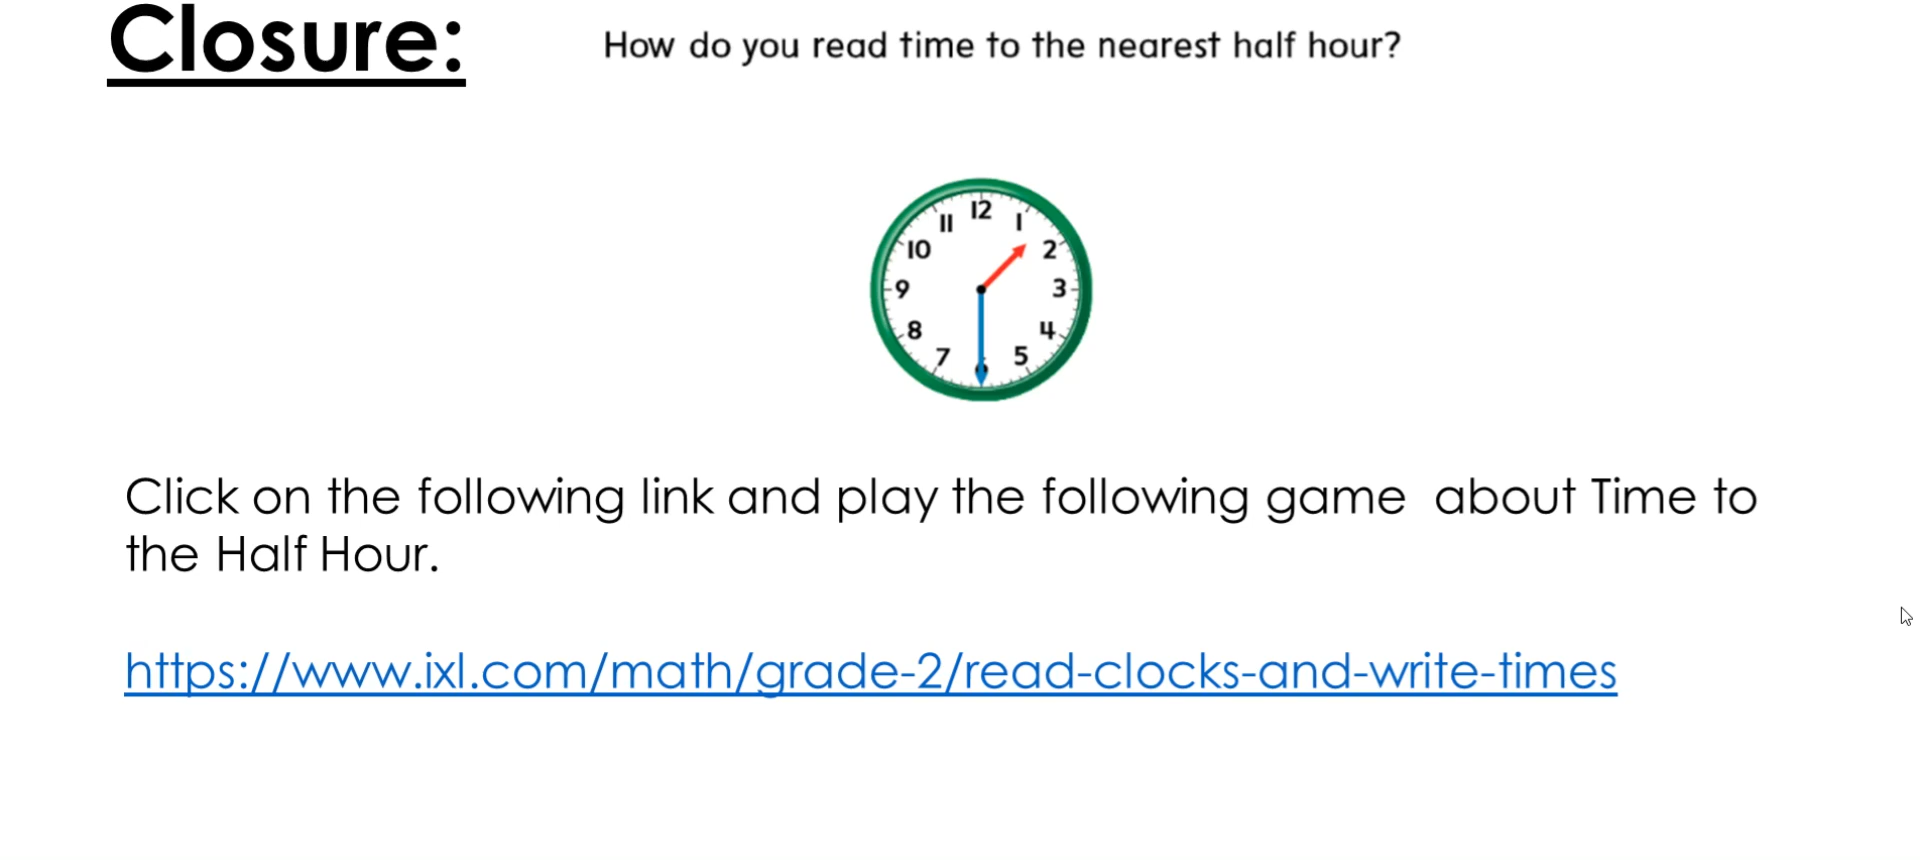 Closure:
How do you read time to the nearest half hour?
12
11
1
10
2
9
3
8
4
7
5
Click on the following link and play the following game  about Time to
the Half Hour.
https://www.ixl.com/math/grade-2/read-clocks-and-write-times